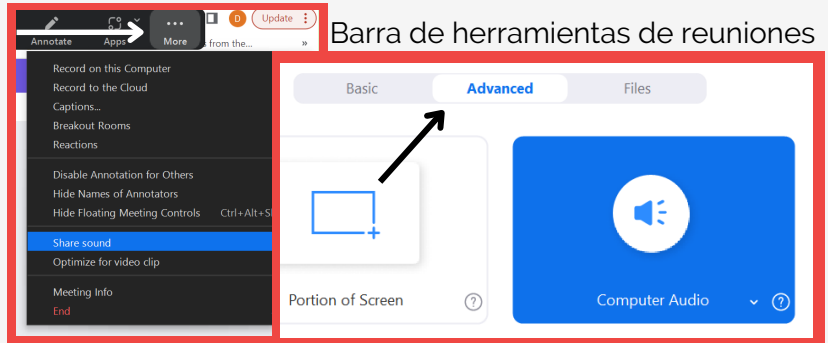 Barra de herramientas de reuniones
D
Update
Annotate
Apps
More
from the...
»
Record on this Computer
Record to the Cloud
Captions...
Breakout Rooms
Reactions
Disable Annotation for Others
Hide Names of Annotators
Hide Floating Meeting Controls Ctrl+Alt+
Share sound
Optimize for video clip
Meeting Info
End
Basic
Advanced
Files
Portion of Screen
?
Computer Audio
?